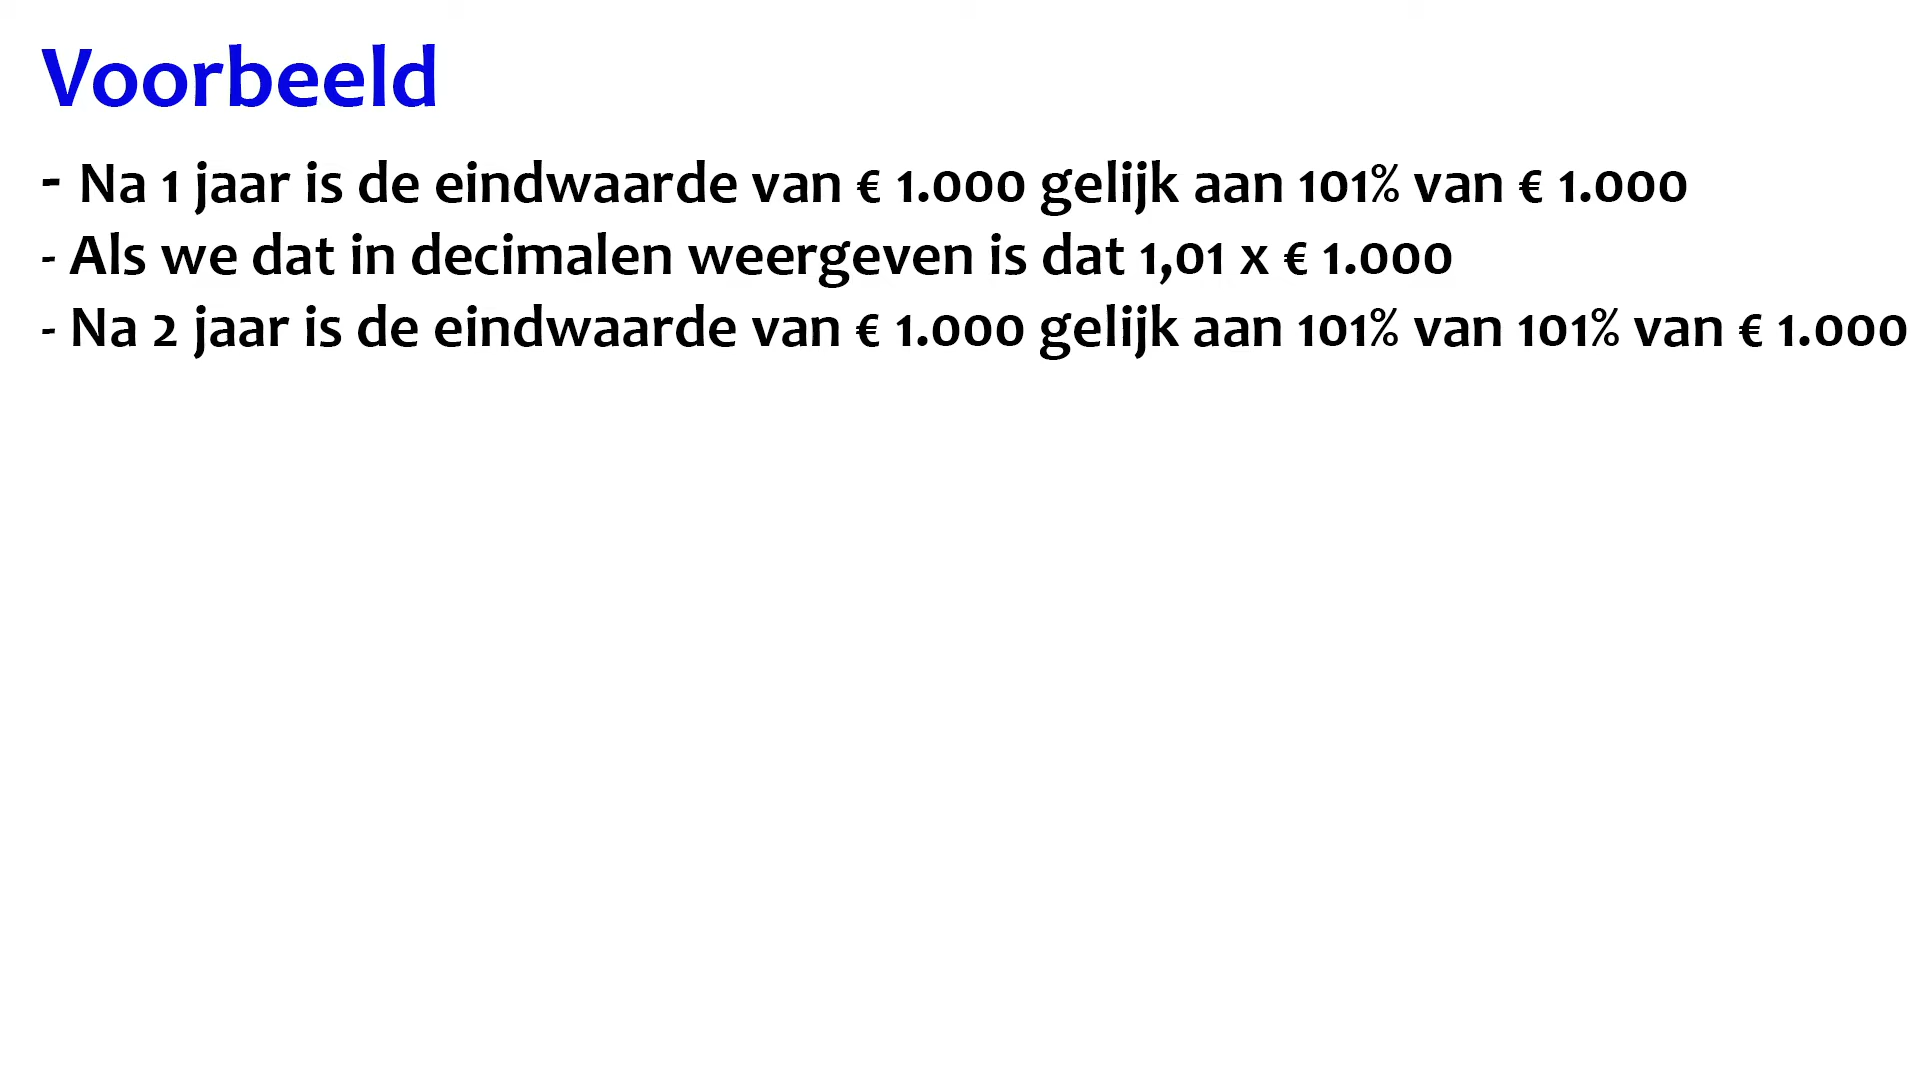 Voorbeeld
- Na 1 jaar is de eindwaarde van € 1.000 gelijk aan 101% van € 1.000
- Als we dat in decimalen weergeven is dat 1,01 x € 1.000
- Na 2 jaar is de eindwaarde van € 1.000 gelijk aan 101% van 101% van € 1.000